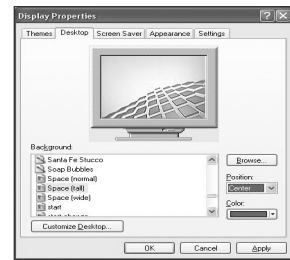 Display Properties
Themes Desktop Screen Saver Appearance Settings
Background:
Santa Fe Stucco
Soap Bubbles
Space (normal)
Space (tall)
Space (wide)
start
Browse...
Position:
Center
Color:
Customize Desktop...
OK Cancel Apply